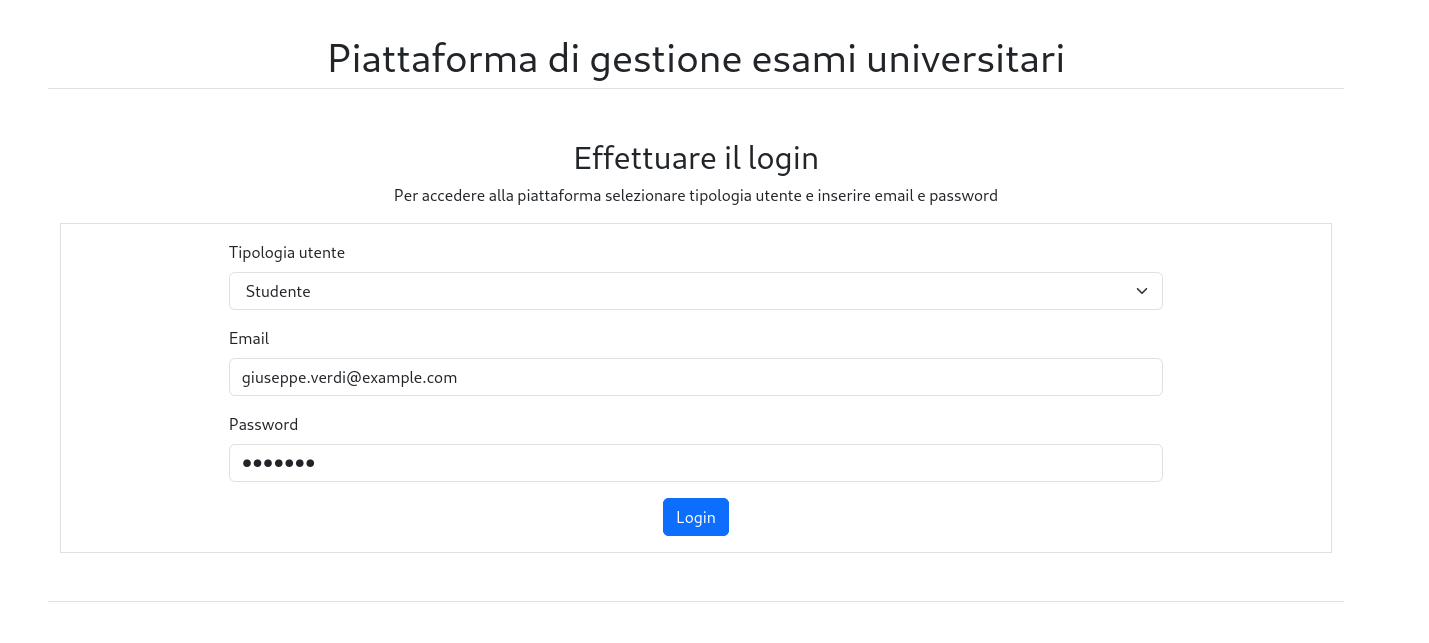 Piattaforma di gestione esami universitari
Effettuare il login
Per accedere alla piattaforma selezionare tipologia utente e inserire email e password
Tipologia utente
Studente
Email
giuseppe.verdi@example.com
Password
●●●●●●●
Login